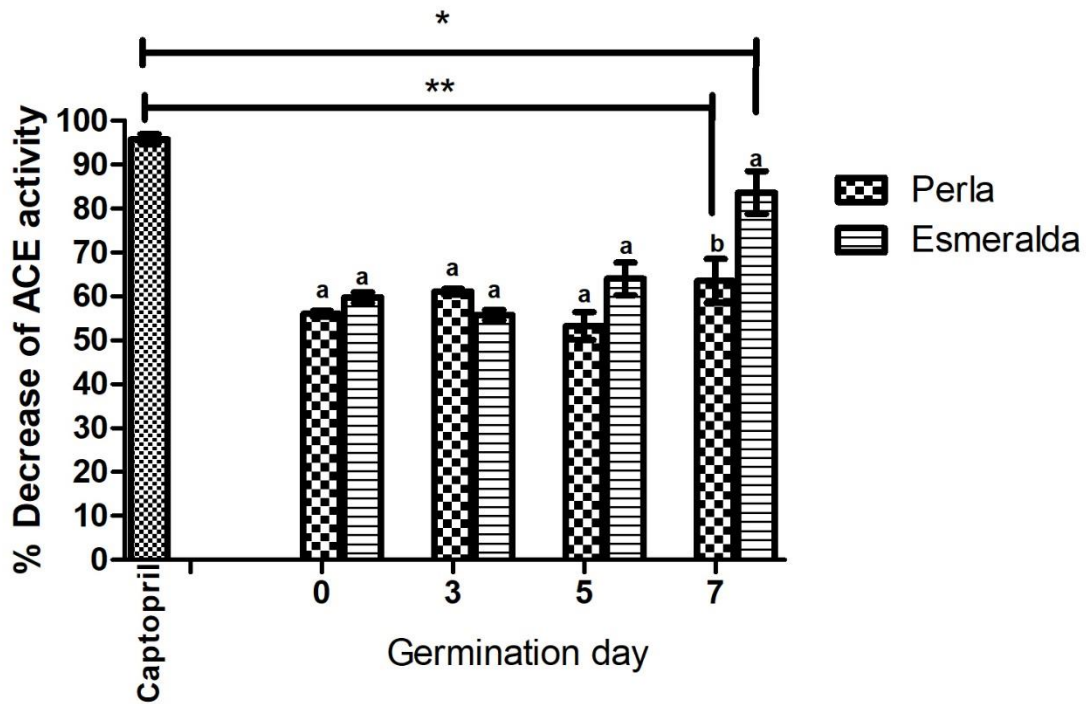 *
**
% Decrease of ACE activity
100
90
80
70
60
50
40
30
20
10
0
a
a
a
a
a
a
b
a
Perla
Esmeralda
Captopril
0
3
5
7
Germination day